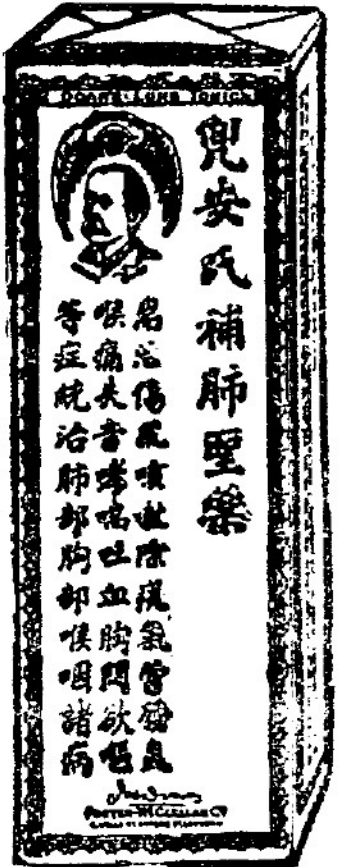 DOAN'S LUNG TONICS
兜安氏補肺聖藥
專治傷風咳嗽除痰氣管發炎
喉痛失音哮喘吐血胸悶欲嘔
等症統治肺部胸部喉咽諸病
FOSTER-McCLELLAN Co